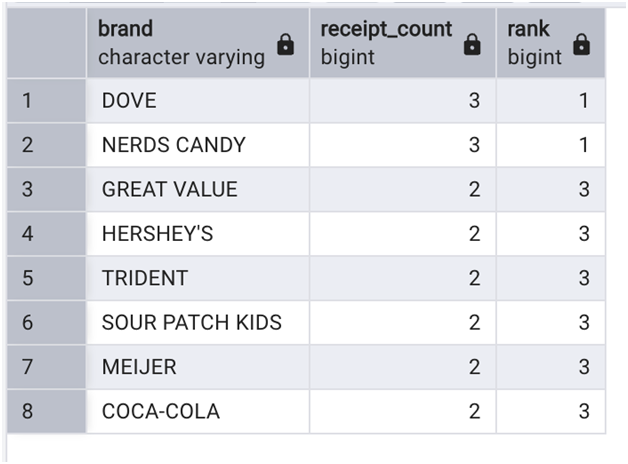 brand receipt_count rank
character varying bigint bigint
1 DOVE 3 1
2 NERDS CANDY 3 1
3 GREAT VALUE 2 3
4 HERSHEY'S 2 3
5 TRIDENT 2 3
6 SOUR PATCH KIDS 2 3
7 MEIJER 2 3
8 COCA-COLA 2 3